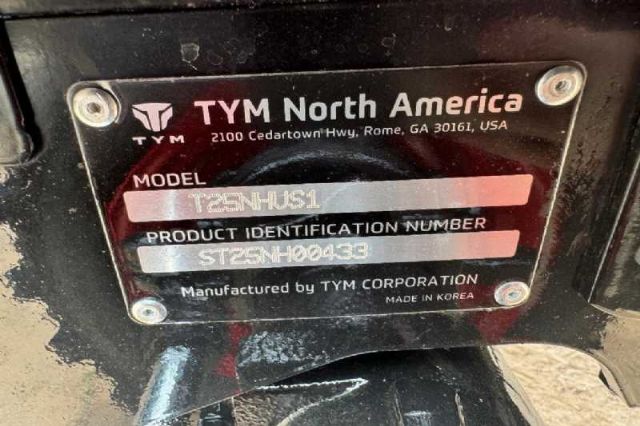 TYM
TYM North America
2100 Cedartown Hwy, Rome, GA 30161, USA
MODEL
T25NHUS1
PRODUCT IDENTIFICATION NUMBER
ST25NH00433
Manufactured by TYM CORPORATION
MADE IN KOREA